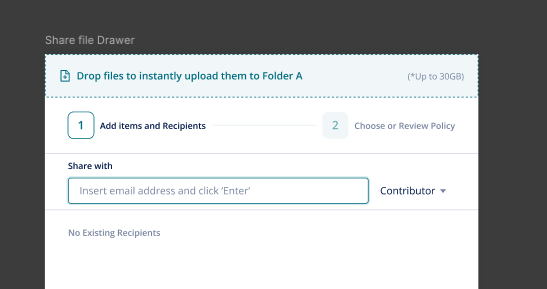 Share file Drawer
Drop files to instantly upload them to Folder A (*Up to 30GB)
1 Add items and Recipients 2 Choose or Review Policy
Share with
Insert email address and click ‘Enter’ Contributor
No Existing Recipients